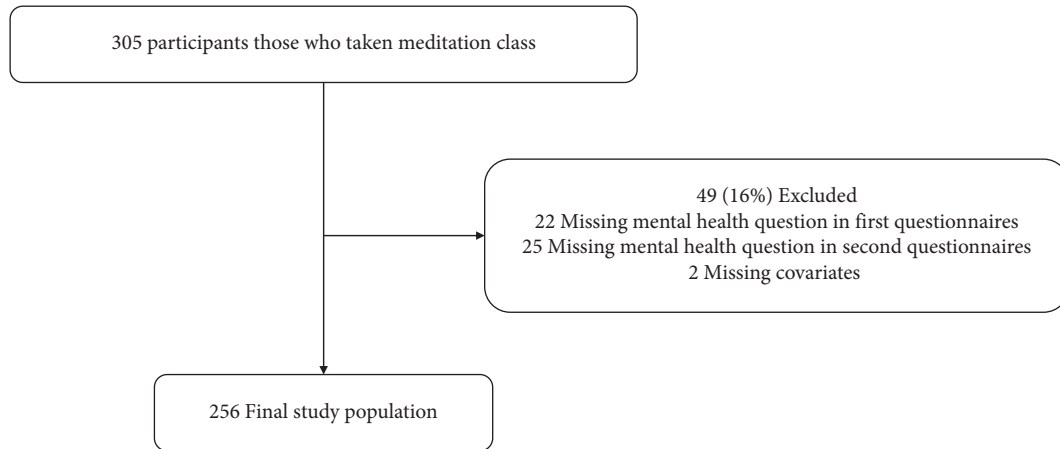 305 participants those who taken meditation class
49 (16%) Excluded
22 Missing mental health question in first questionnaires
25 Missing mental health question in second questionnaires
2 Missing covariates
256 Final study population